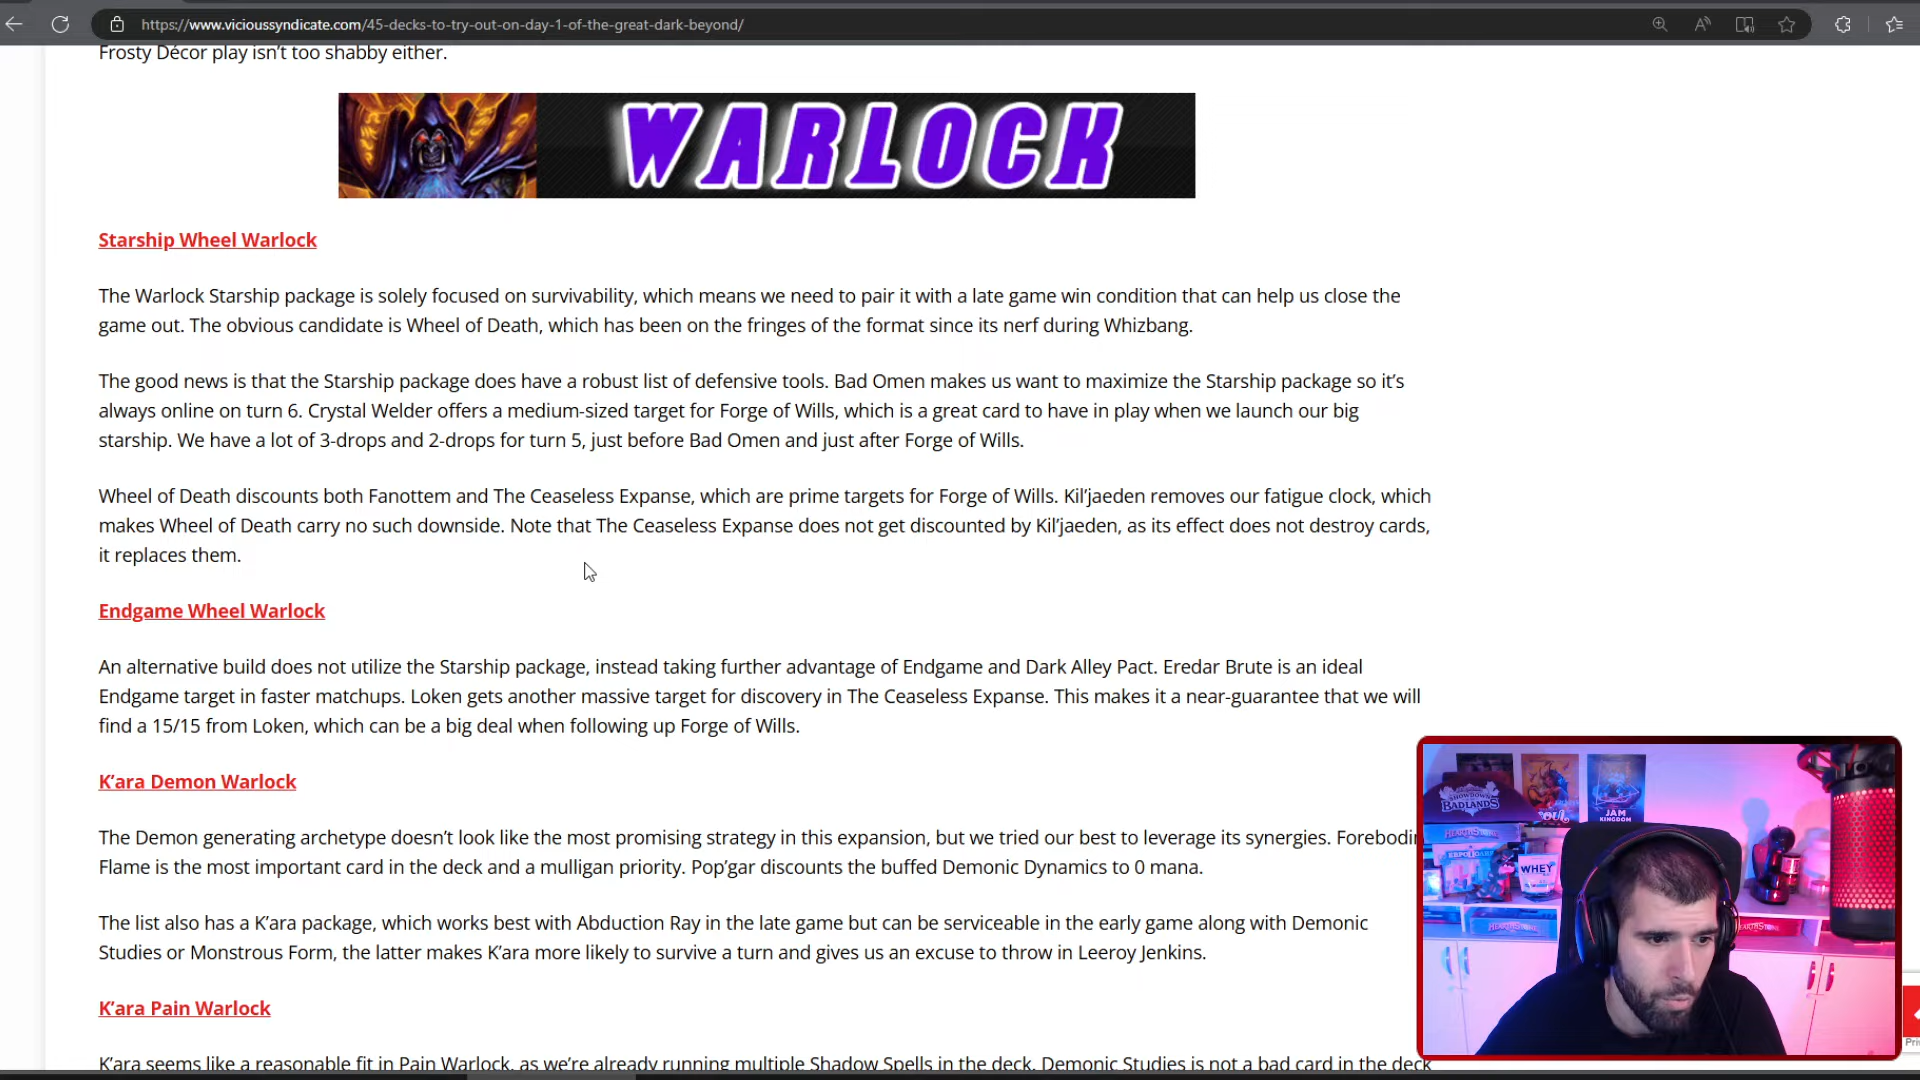 https://www.vicioussyndicate.com/45-decks-to-try-out-on-day-1-of-the-great-dark-beyond/
Frosty Décor play isn’t too shabby either.
WARLOCK
Starship Wheel Warlock
The Warlock Starship package is solely focused on survivability, which means we need to pair it with a late game win condition that can help us close the
game out. The obvious candidate is Wheel of Death, which has been on the fringes of the format since its nerf during Whizbang.
The good news is that the Starship package does have a robust list of defensive tools. Bad Omen makes us want to maximize the Starship package so it’s
always online on turn 6. Crystal Welder offers a medium-sized target for Forge of Wills, which is a great card to have in play when we launch our big
starship. We have a lot of 3-drops and 2-drops for turn 5, just before Bad Omen and just after Forge of Wills.
Wheel of Death discounts both Fanottem and The Ceaseless Expanse, which are prime targets for Forge of Wills. Kil’jaeden removes our fatigue clock, which
makes Wheel of Death carry no such downside. Note that The Ceaseless Expanse does not get discounted by Kil’jaeden, as its effect does not destroy cards,
it replaces them.
Endgame Wheel Warlock
An alternative build does not utilize the Starship package, instead taking further advantage of Endgame and Dark Alley Pact. Eredar Brute is an ideal
Endgame target in faster matchups. Loken gets another massive target for discovery in The Ceaseless Expanse. This makes it a near-guarantee that we will
find a 15/15 from Loken, which can be a big deal when following up Forge of Wills.
K’ara Demon Warlock
The Demon generating archetype doesn’t look like the most promising strategy in this expansion, but we tried our best to leverage its synergies. Forebodin
Flame is the most important card in the deck and a mulligan priority. Pop’gar discounts the buffed Demonic Dynamics to 0 mana.
The list also has a K’ara package, which works best with Abduction Ray in the late game but can be serviceable in the early game along with Demonic
Studies or Monstrous Form, the latter makes K’ara more likely to survive a turn and gives us an excuse to throw in Leeroy Jenkins.
K’ara Pain Warlock
K’ara seems like a reasonable fit in Pain Warlock, as we’re already running multiple Shadow Spells in the deck. Demonic Studies is not a bad card in the deck
SHOWDOWN
BADLANDS
JAM
KINGDOM
WHEY
Pri